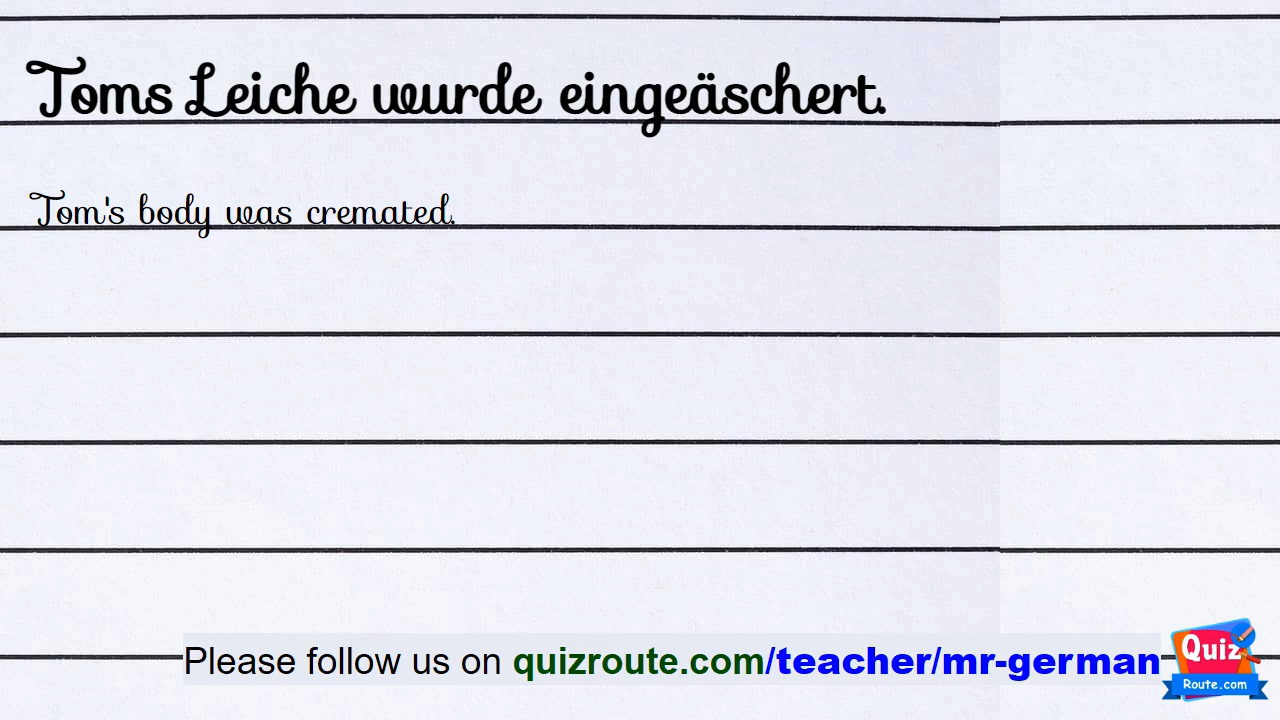 Toms Leiche wurde eingeäschert.
Tom's body was cremated.
Please follow us on quizroute.com/teacher/mr-german
Quiz
Route.com